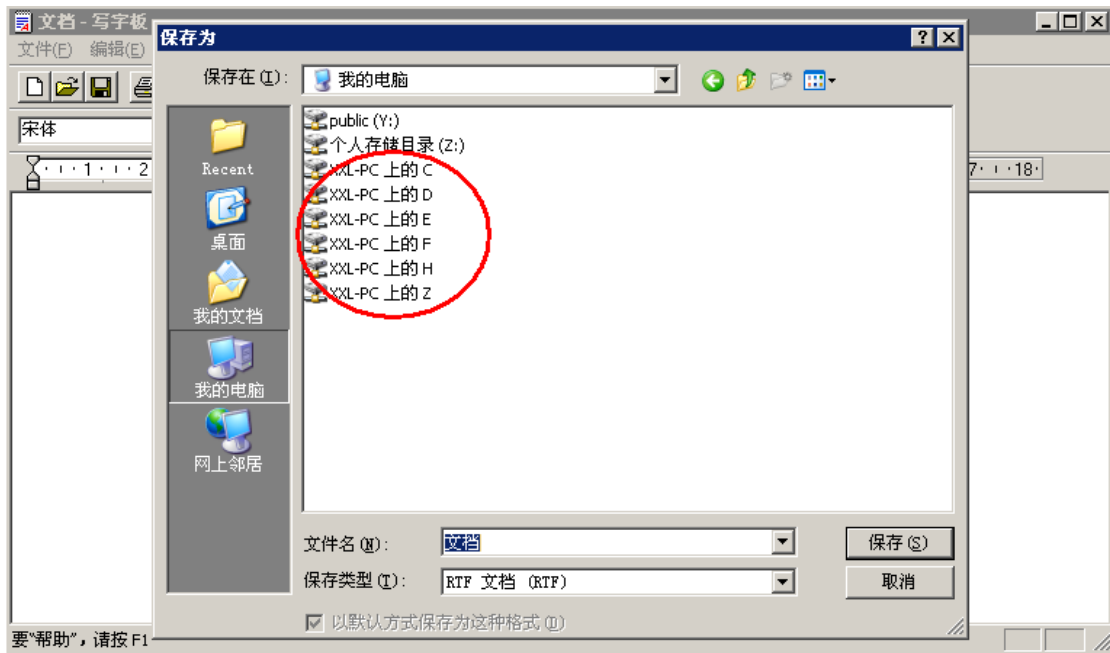 文档 - 写字板
文件(F) 编辑(E)
宋体
1 2
7 18
要“帮助”，请按 F1
保存为
保存在(I):
我的电脑
Recent
桌面
我的文档
我的电脑
网上邻居
public (Y:)
个人存储目录 (Z:)
XXL-PC 上的 C
XXL-PC 上的 D
XXL-PC 上的 E
XXL-PC 上的 F
XXL-PC 上的 H
XXL-PC 上的 Z
文件名(N):
文档
保存(S)
保存类型(T):
RTF 文档 (RTF)
取消
以默认方式保存为这种格式(D)